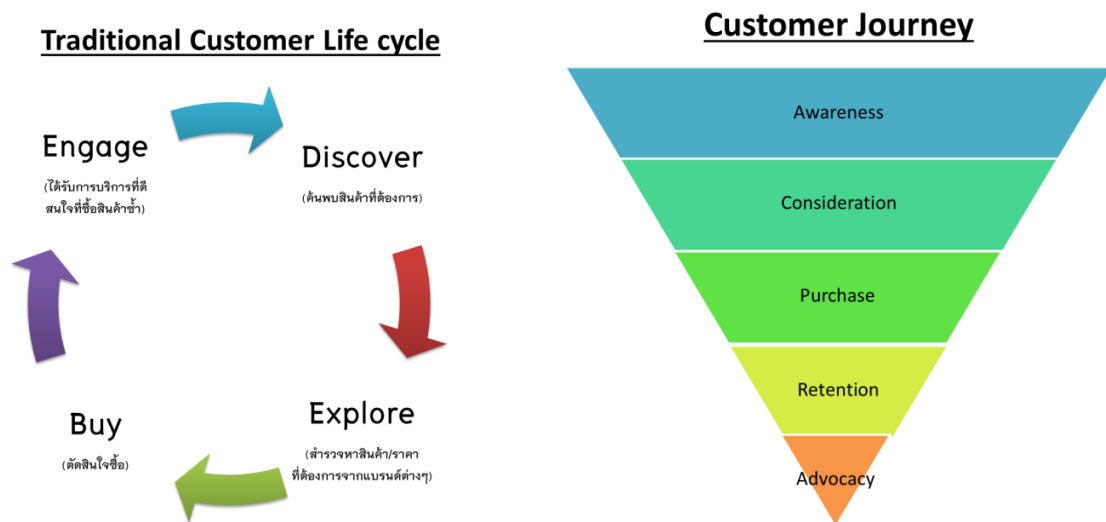 Traditional Customer Life cycle
Engage
(ได้รับการบริการที่ดี
สนใจที่ซื้อสินค้าซ้ำ)
Discover
(ค้นพบสินค้าที่ต้องการ)
Buy
(ตัดสินใจซื้อ)
Explore
(สำรวจหาสินค้า/ราคา
ที่ต้องการจากแบรนด์ต่างๆ)
Customer Journey
Awareness
Consideration
Purchase
Retention
Advocacy